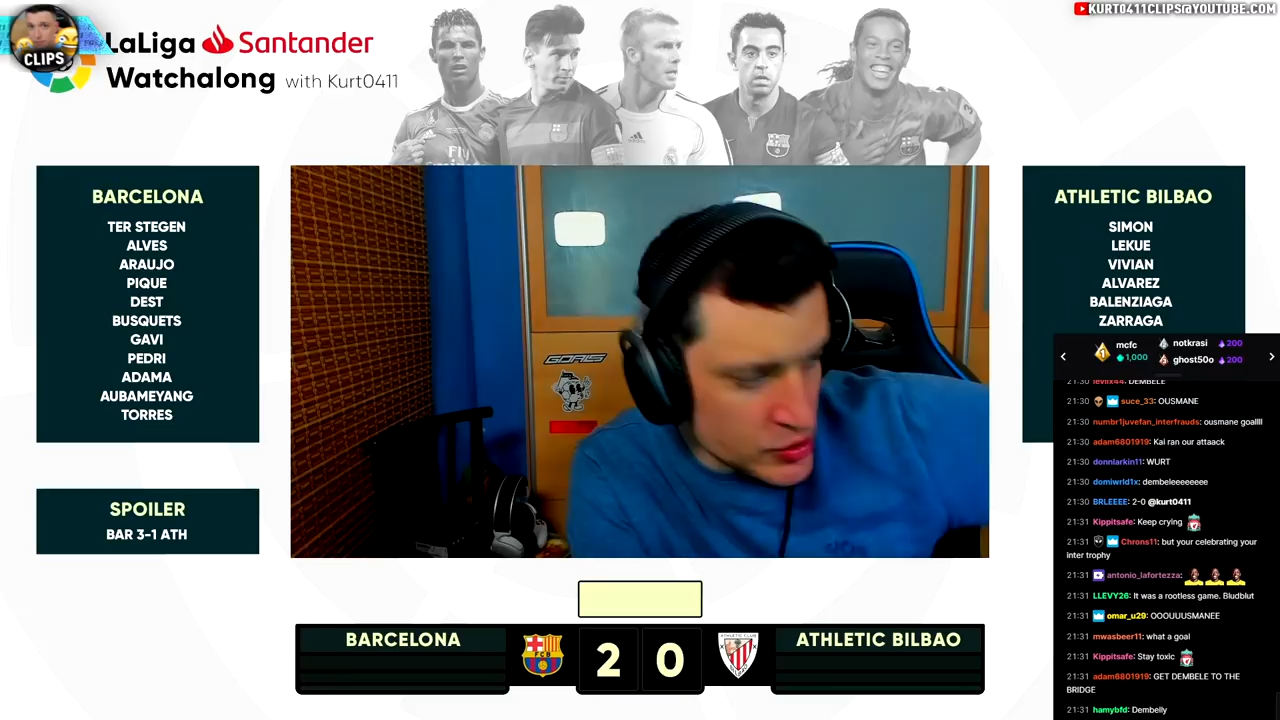 KURT0411CLIPS@YOUTUBE.COM
CLIPS
LaLiga Santander
Watchalong with Kurt0411
Fly
Emirates
BARCELONA
TER STEGEN
ALVES
ARAUJO
PIQUE
DEST
BUSQUETS
GAVI
PEDRI
ADAMA
AUBAMEYANG
TORRES
SPOILER
BAR 3-1 ATH
GOALS
ATHLETIC BILBAO
SIMON
LEKUE
VIVIAN
ALVAREZ
BALENZIAGA
ZARRAGA
mcfc
1,000
notkrasi 200
ghost50o 200
DEMBELE
21:30 suce_33: OUSMANE
21:30 numbr1juvefan_interfrauds: ousmane goallll
21:30 adam6801919: Kai ran our attaack
21:30 donnlarkin11: WURT
21:30 domiwrld1x: dembeleeeeeeee
21:30 BRLEEEE: 2-0 @kurt0411
21:31 Kippitsafe: Keep crying
21:31 Chrons11: but your celebrating your
inter trophy
21:31 antonio_lafortezza:
21:31 LLEVY26: It was a rootless game. Bludblut
21:31 omar_u29: OOOUUUSMANEE
21:31 mwasbeer11: what a goal
21:31 Kippitsafe: Stay toxic
21:31 adam6801919: GET DEMBELE TO THE
BRIDGE
21:31 hamybfd: Dembelly
BARCELONA
FCB
2 0
ATHLETIC BILBAO